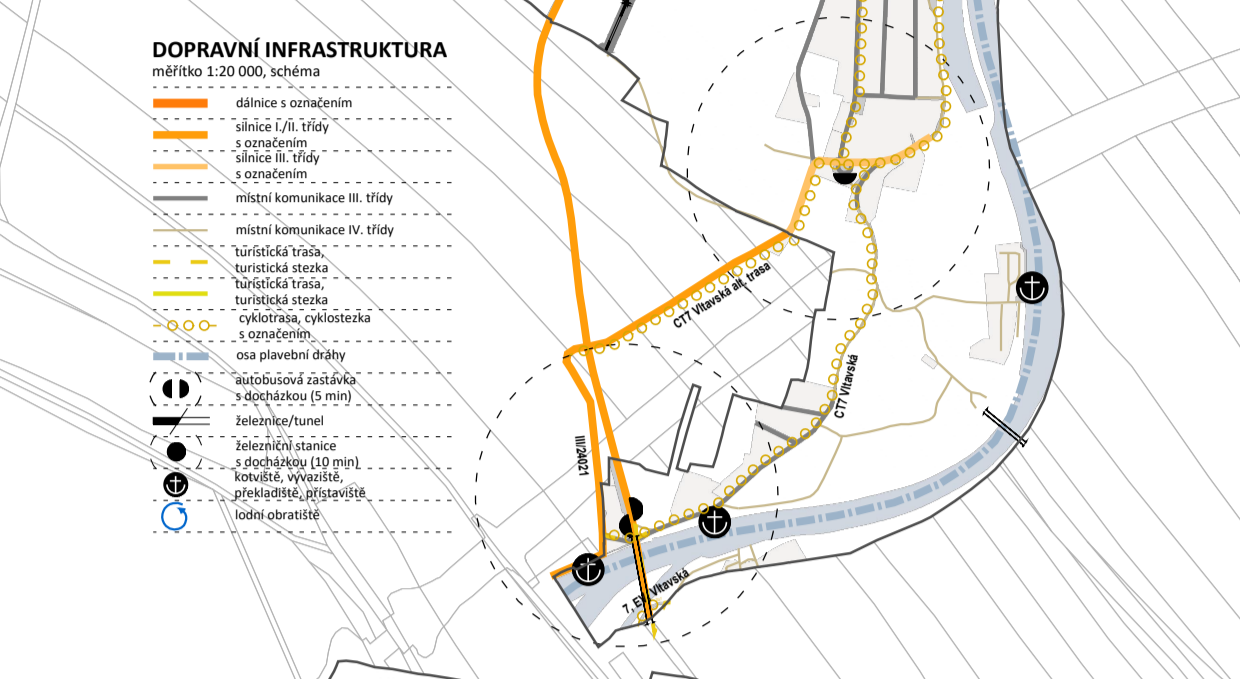 DOPRAVNÍ INFRASTRUKTURA
měřítko 1:20 000, schéma
dálnice s označením
silnice I./II. třídy
s označením
silnice III. třídy
s označením
místní komunikace III. třídy
místní komunikace IV. třídy
turistická trasa,
turistická stezka
turistická trasa,
turistická stezka
cyklotrasa, cyklostezka
s označením
osa plavební dráhy
autobusová zastávka
s docházkou (5 min)
železnice/tunel
železniční stanice
s docházkou (10 min)
kotviště, vývaziště,
překladiště, přístaviště
lodní obratiště
CT7 Vltavská alt. trasa
CT7 Vltavská
III/24021
7, Vltavská